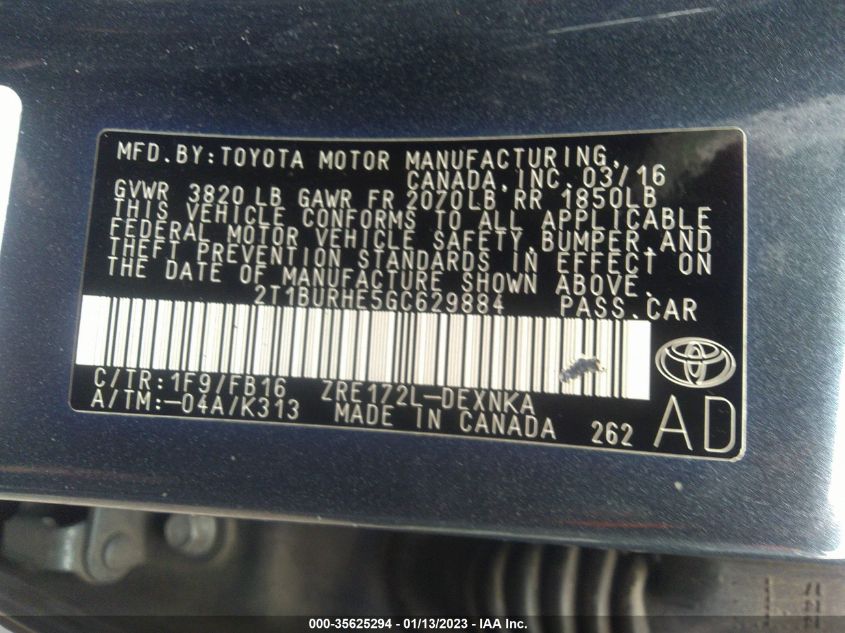 MFD.BY:TOYOTA MOTOR MANUFACTURING,
CANADA,INC.03/16
GVWR 3820 LB GAWR FR 2070LB RR 1850LB
THIS VEHICLE CONFORMS TO ALL APPLICABLE
FEDERAL MOTOR VEHICLE SAFETY,BUMPER,AND
THEFT PREVENTION STANDARDS IN EFFECT ON
THE DATE OF MANUFACTURE SHOWN ABOVE.
2T1BURHE5GC629884 PASS.CAR
C/TR:1F9/FB16 ZRE172L-DEXNKA
A/TM:-04A/K313 MADE IN CANADA 262 AD
000-35625294 - 01/13/2023 - IAA Inc.